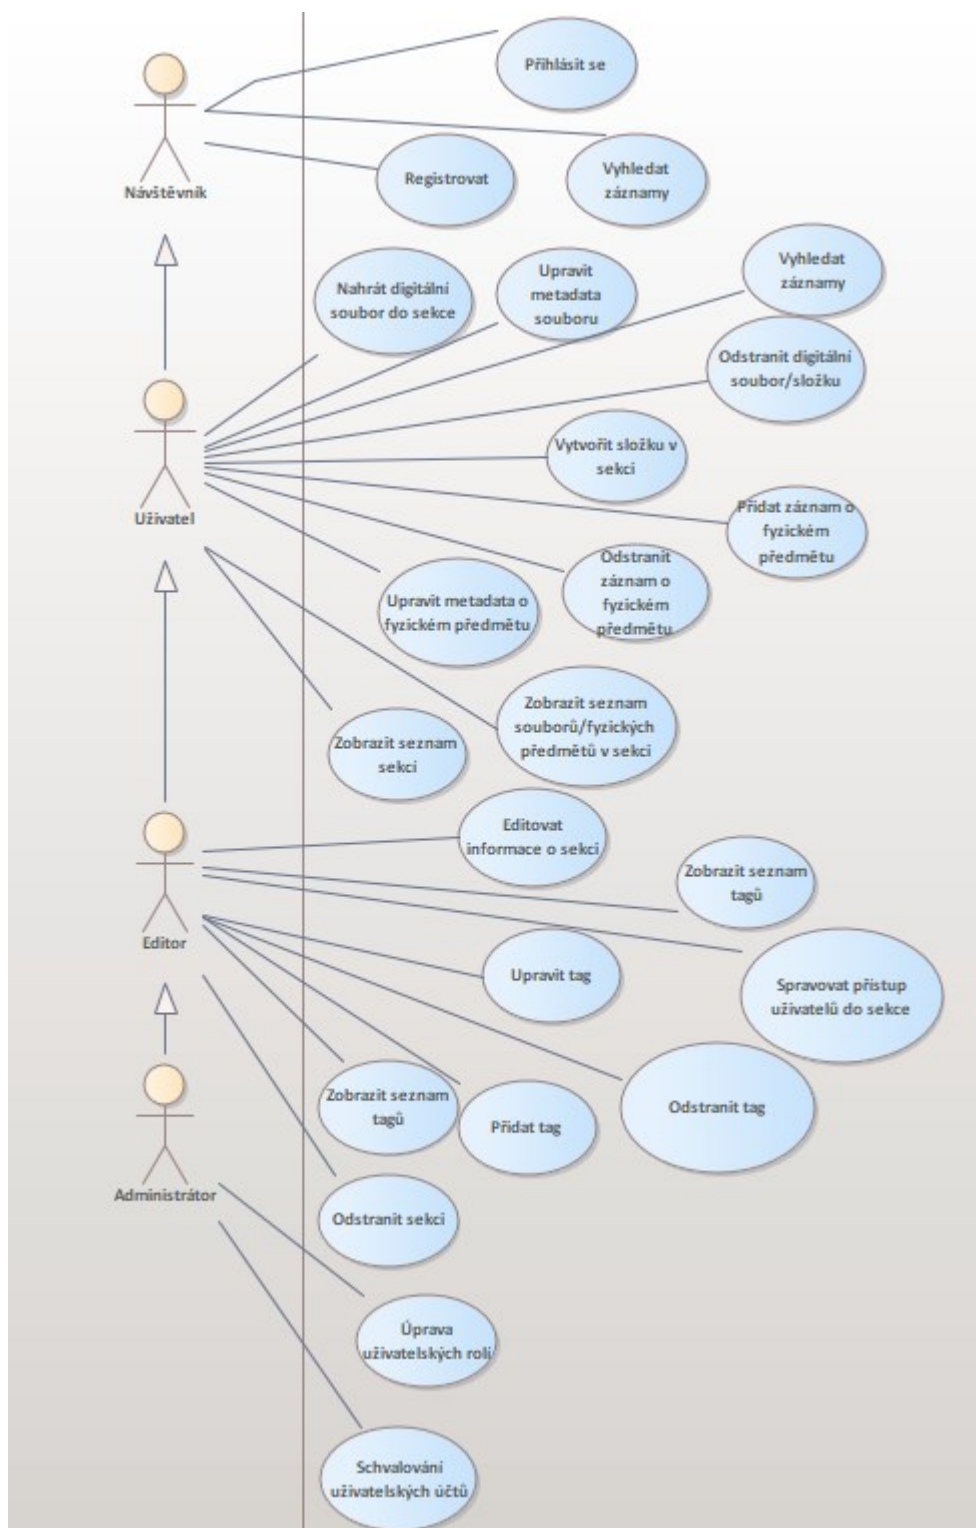 Přihlásit se
Návštěvník
Registrovat
Vyhledat
záznamy
Nahrát digitální
soubor do sekce
Upravit
metadata
souboru
Vyhledat
záznamy
Odstranit digitální
soubor/složku
Uživatel
Vytvořit složku v
sekci
Přidat záznam o
fyzickém
předmětu
Upravit metadata o
fyzickém předmětu
Odstranit
záznam o
fyzickém
předmětu
Zobrazit seznam
sekcí
Zobrazit seznam
souborů/fyzických
předmětů v sekci
Editor
Editovat
informace o sekci
Zobrazit seznam
tagů
Upravit tag
Spravovat přístup
uživatelů do sekce
Administrátor
Zobrazit seznam
tagů
Přidat tag
Odstranit tag
Odstranit sekci
Úprava
uživatelských rolí
Schvalování
uživatelských účtů